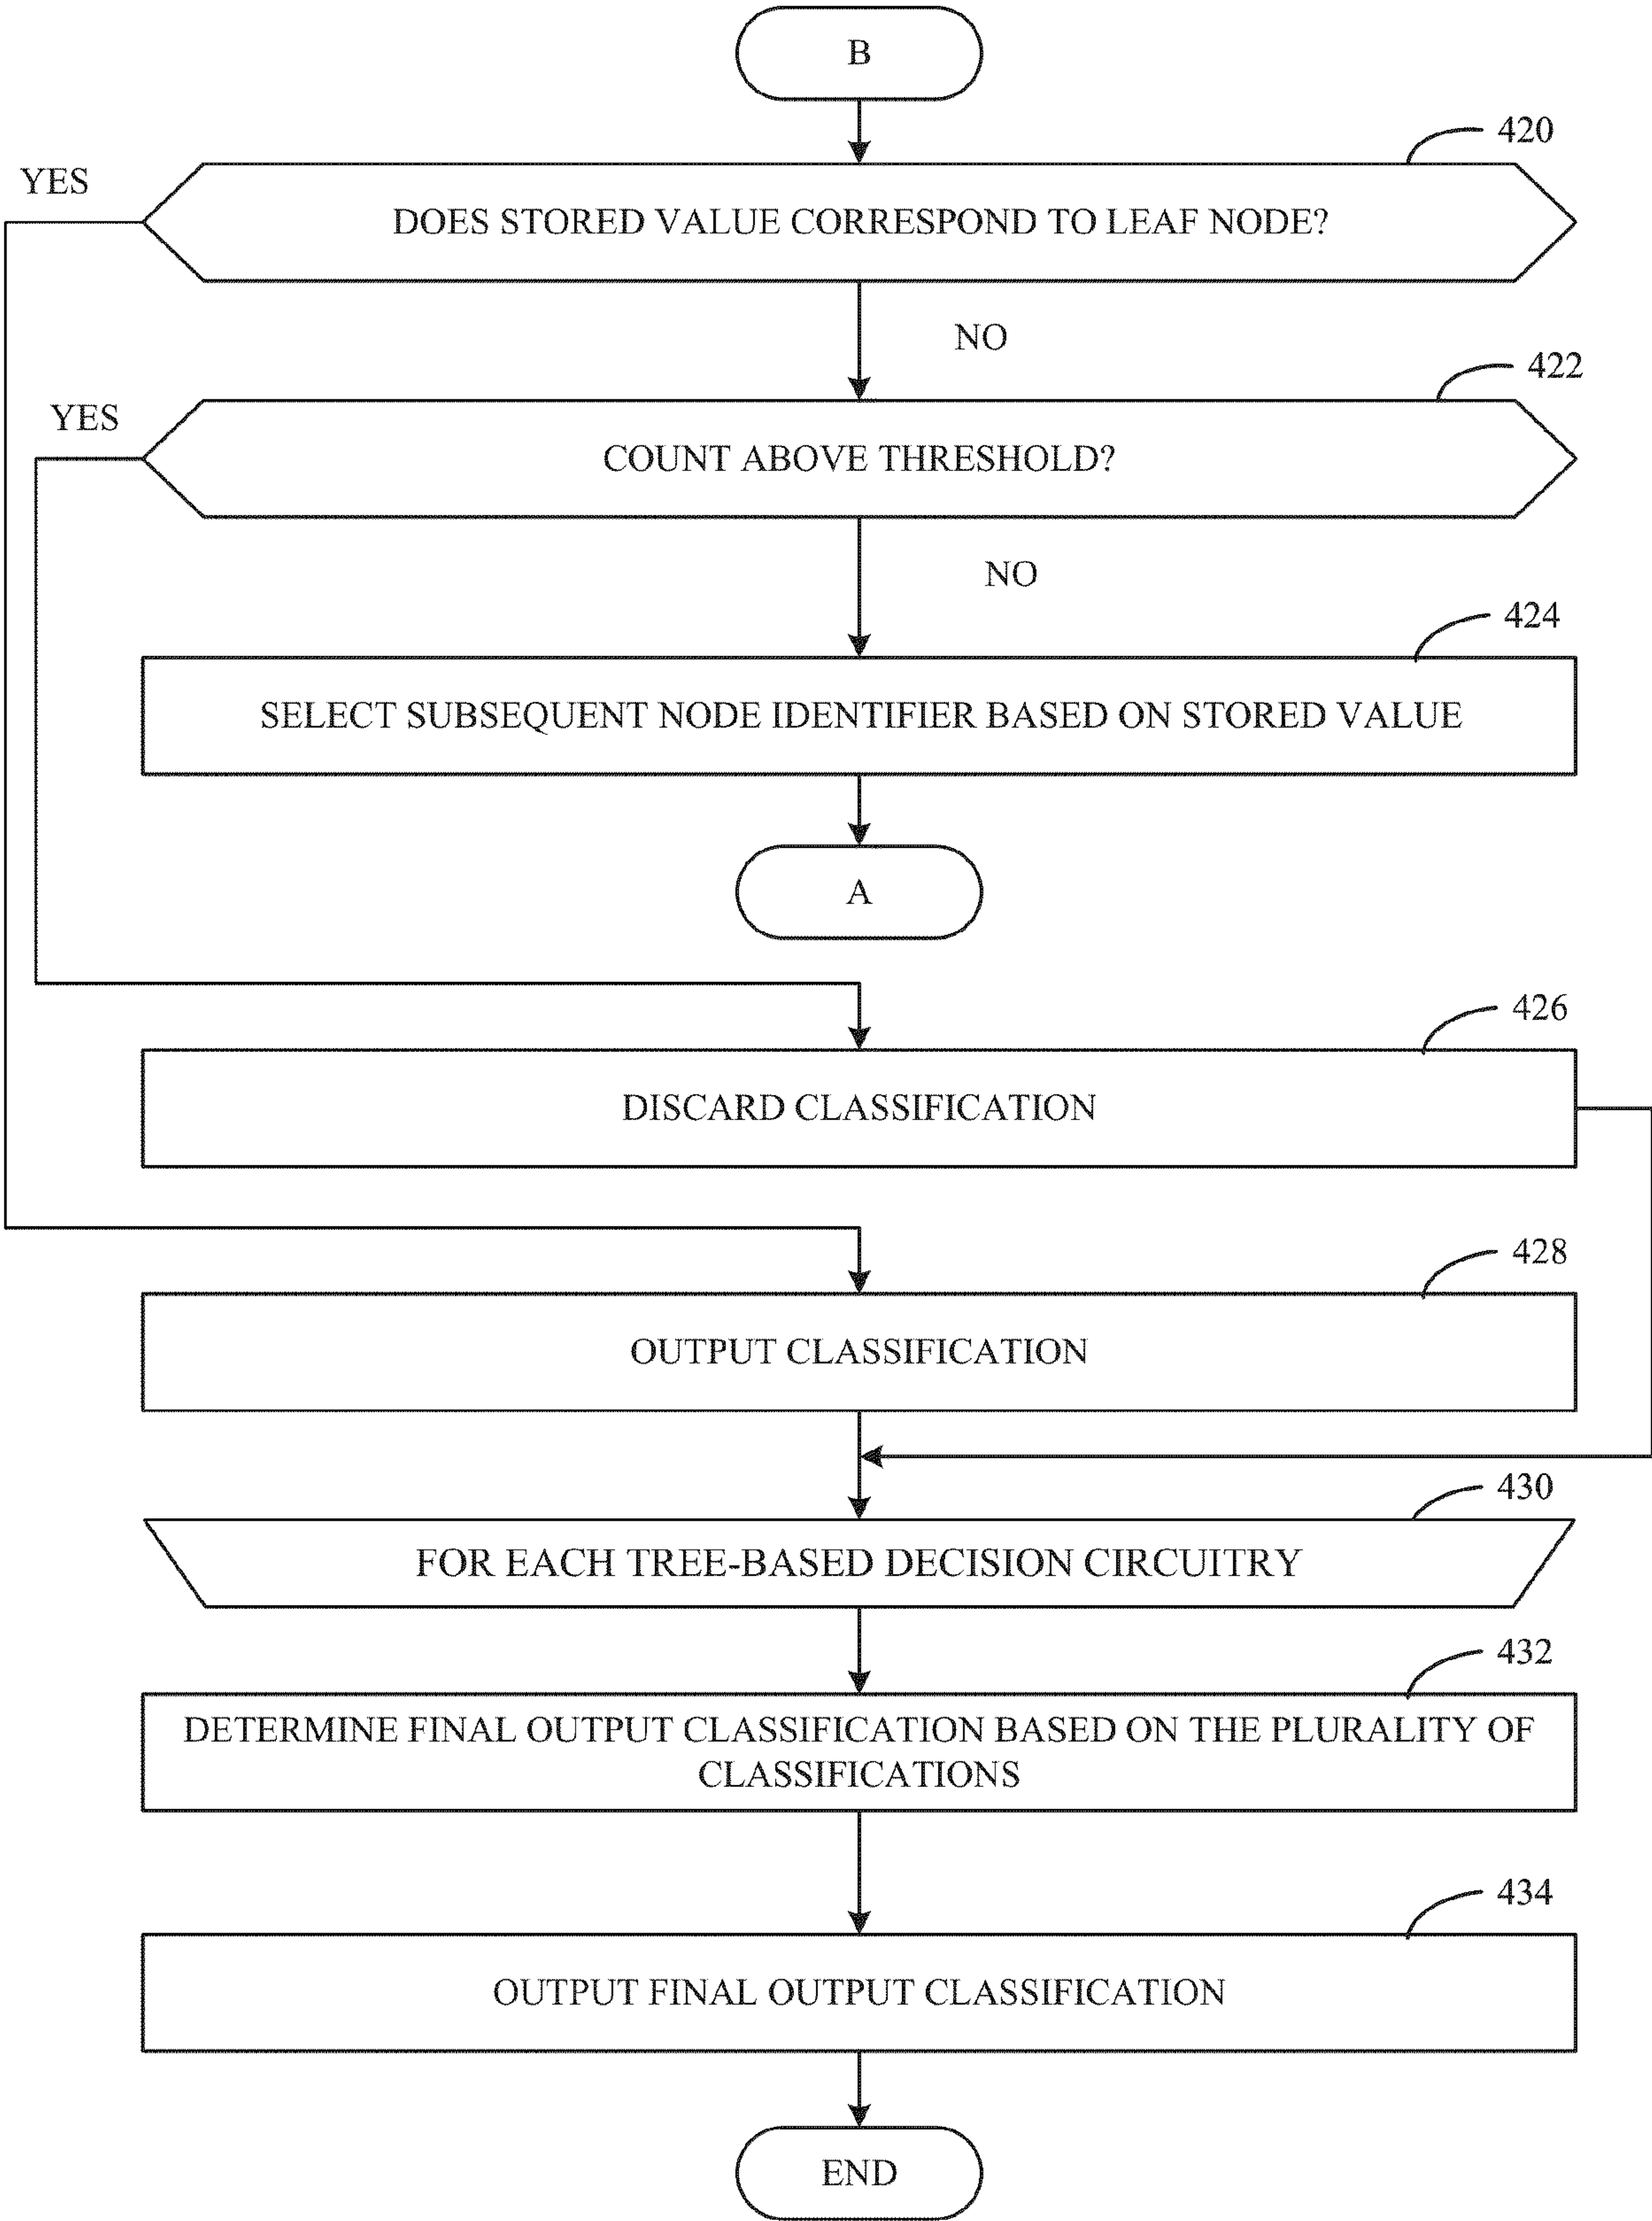 B
420
YES
DOES STORED VALUE CORRESPOND TO LEAF NODE?
NO
422
YES
COUNT ABOVE THRESHOLD?
NO
424
SELECT SUBSEQUENT NODE IDENTIFIER BASED ON STORED VALUE
A
426
DISCARD CLASSIFICATION
428
OUTPUT CLASSIFICATION
430
FOR EACH TREE-BASED DECISION CIRCUITRY
432
DETERMINE FINAL OUTPUT CLASSIFICATION BASED ON THE PLURALITY OF
CLASSIFICATIONS
434
OUTPUT FINAL OUTPUT CLASSIFICATION
END